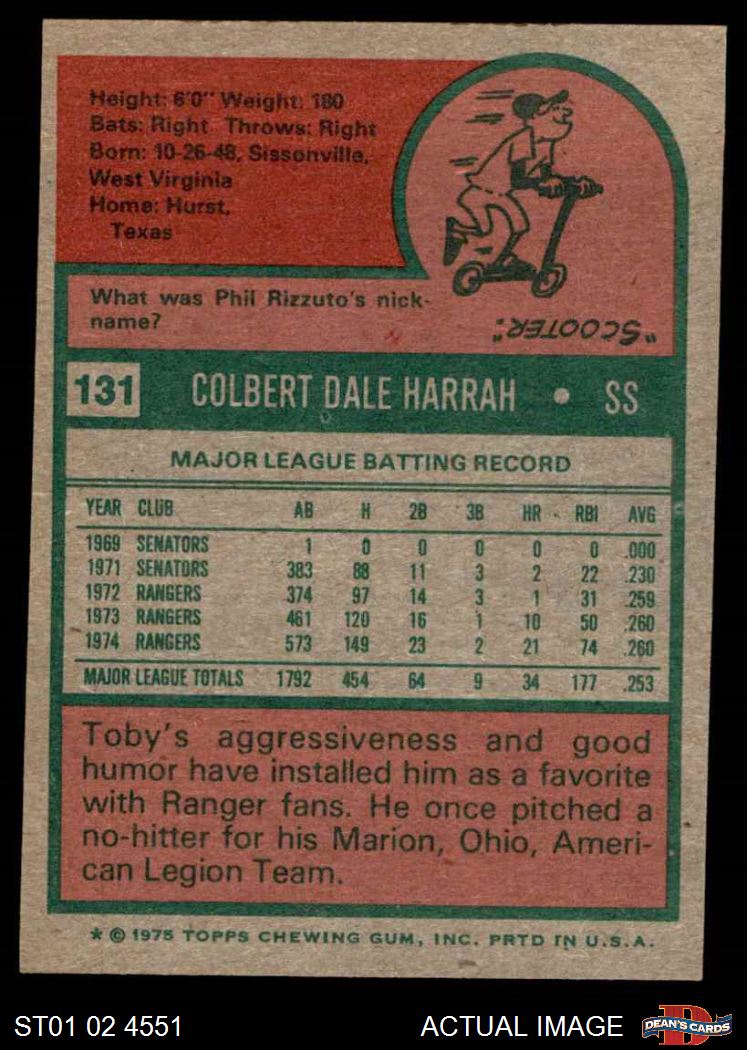 Height: 6'0" Weight: 180
Bats: Right Throws: Right
Born: 10-26-48, Sissonville,
West Virginia
Home: Hurst,
Texas
What was Phil Rizzuto's nick-
name?
"SCOOTER."
131 COLBERT DALE HARRAH • SS
MAJOR LEAGUE BATTING RECORD
YEAR CLUB AB H 2B 3B HR RBI AVG
1969 SENATORS 1 0 0 0 0 0 .000
1971 SENATORS 383 88 11 3 2 22 .230
1972 RANGERS 374 97 14 3 1 31 .259
1973 RANGERS 461 120 16 1 10 50 .260
1974 RANGERS 573 149 23 2 21 74 .260
MAJOR LEAGUE TOTALS 1792 454 64 9 34 177 .253
Toby's aggressiveness and good
humor have installed him as a favorite
with Ranger fans. He once pitched a
no-hitter for his Marion, Ohio, Ameri-
can Legion Team.
* © 1975 TOPPS CHEWING GUM, INC. PRTD IN U.S.A.
ST01 02 4551 ACTUAL IMAGE DEAN'S CARDS